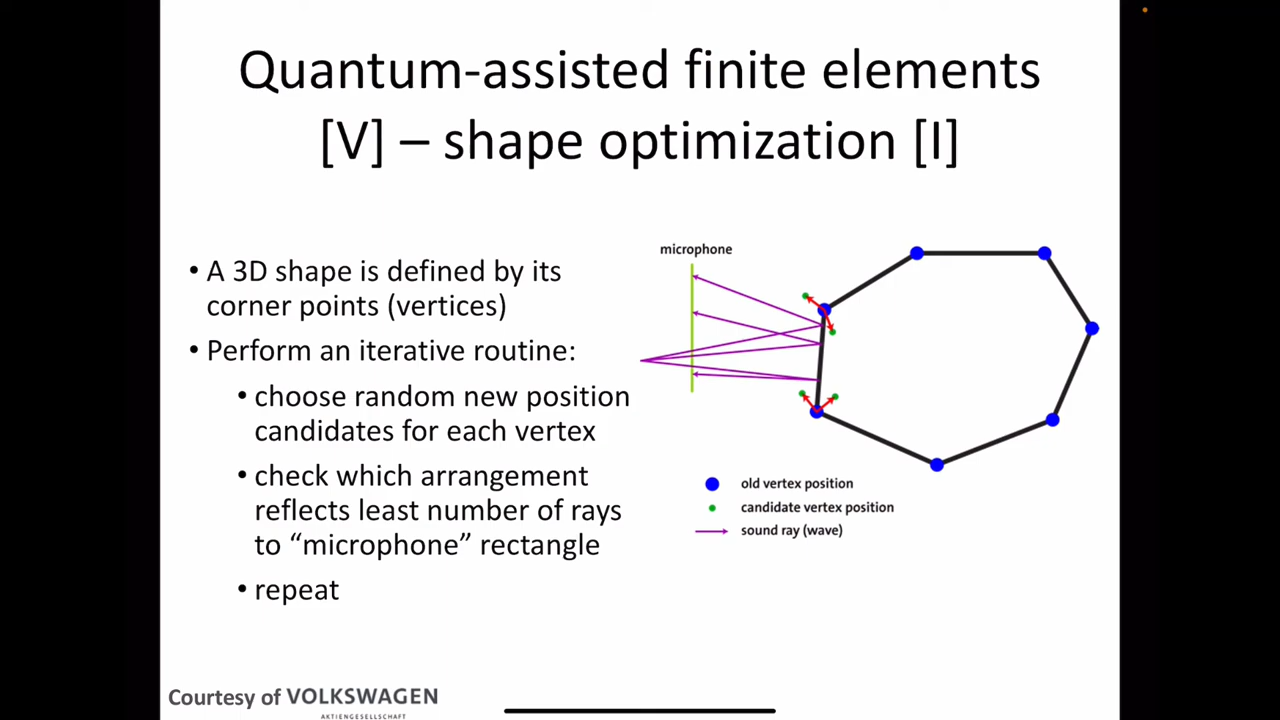 Quantum-assisted finite elements
[V] – shape optimization [I]
• A 3D shape is defined by its
corner points (vertices)
• Perform an iterative routine:
• choose random new position
candidates for each vertex
• check which arrangement
reflects least number of rays
to “microphone” rectangle
• repeat
microphone
old vertex position
candidate vertex position
sound ray (wave)
Courtesy of VOLKSWAGEN
AKTIENGESELLSCHAFT